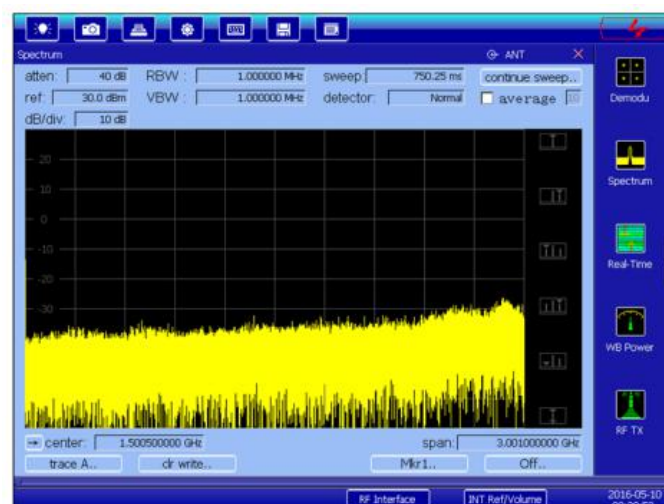 Spectrum ANT
atten: 40 dB RBW : 1.000000 MHz sweep: 750.25 ms continue sweep..
ref: 30.0 dBm VBW : 1.000000 MHz detector: Normal average 10
dB/div: 10 dB
20
10
0
-10
-20
-30
center: 1.500500000 GHz span: 3.001000000 GHz
trace A.. clr write.. Mkr1.. Off..
RF Interface INT Ref/Volume 2016-05-10
Demodu
Spectrum
Real-Time
WB Power
RF TX